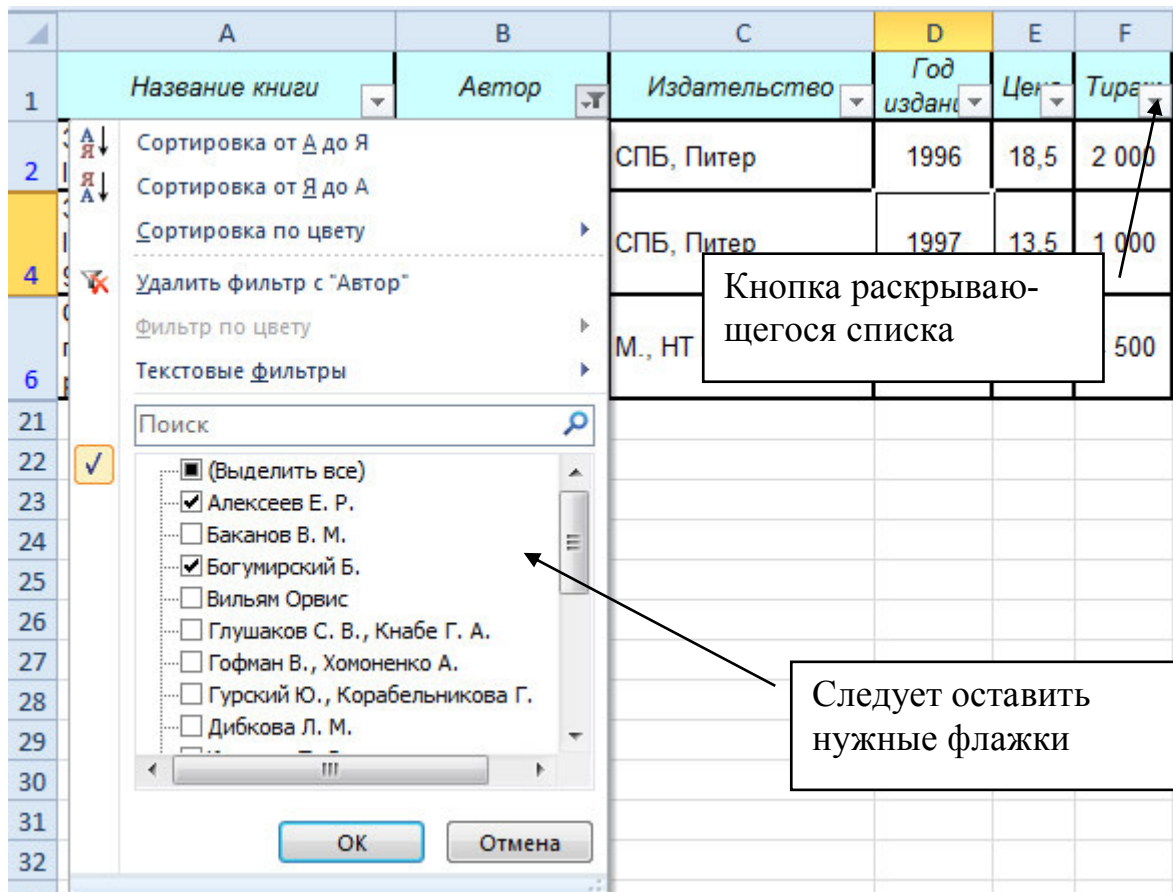 A B C D E F
1 Название книги Автор Издательство Год издани Цена Тираж
Сортировка от А до Я
2 СПБ, Питер 1996 18,5 2 000
Сортировка от Я до А
Сортировка по цвету
4 СПБ, Питер 1997 13,5 1 000
Удалить фильтр с "Автор"
Кнопка раскрываю-
щегося списка
Фильтр по цвету
6 М., НТ 500
Текстовые фильтры
21
Поиск
22
(Выделить все)
23 Алексеев Е. Р.
24 Баканов В. М.
Богумирский Б.
25
Вильям Орвис
26 Глушаков С. В., Кнабе Г. А.
27 Гофман В., Хомоненко А.
28 Гурский Ю., Корабельникова Г.
Следует оставить
нужные флажки
29 Дибкова Л. М.
30
31
ОК Отмена
32